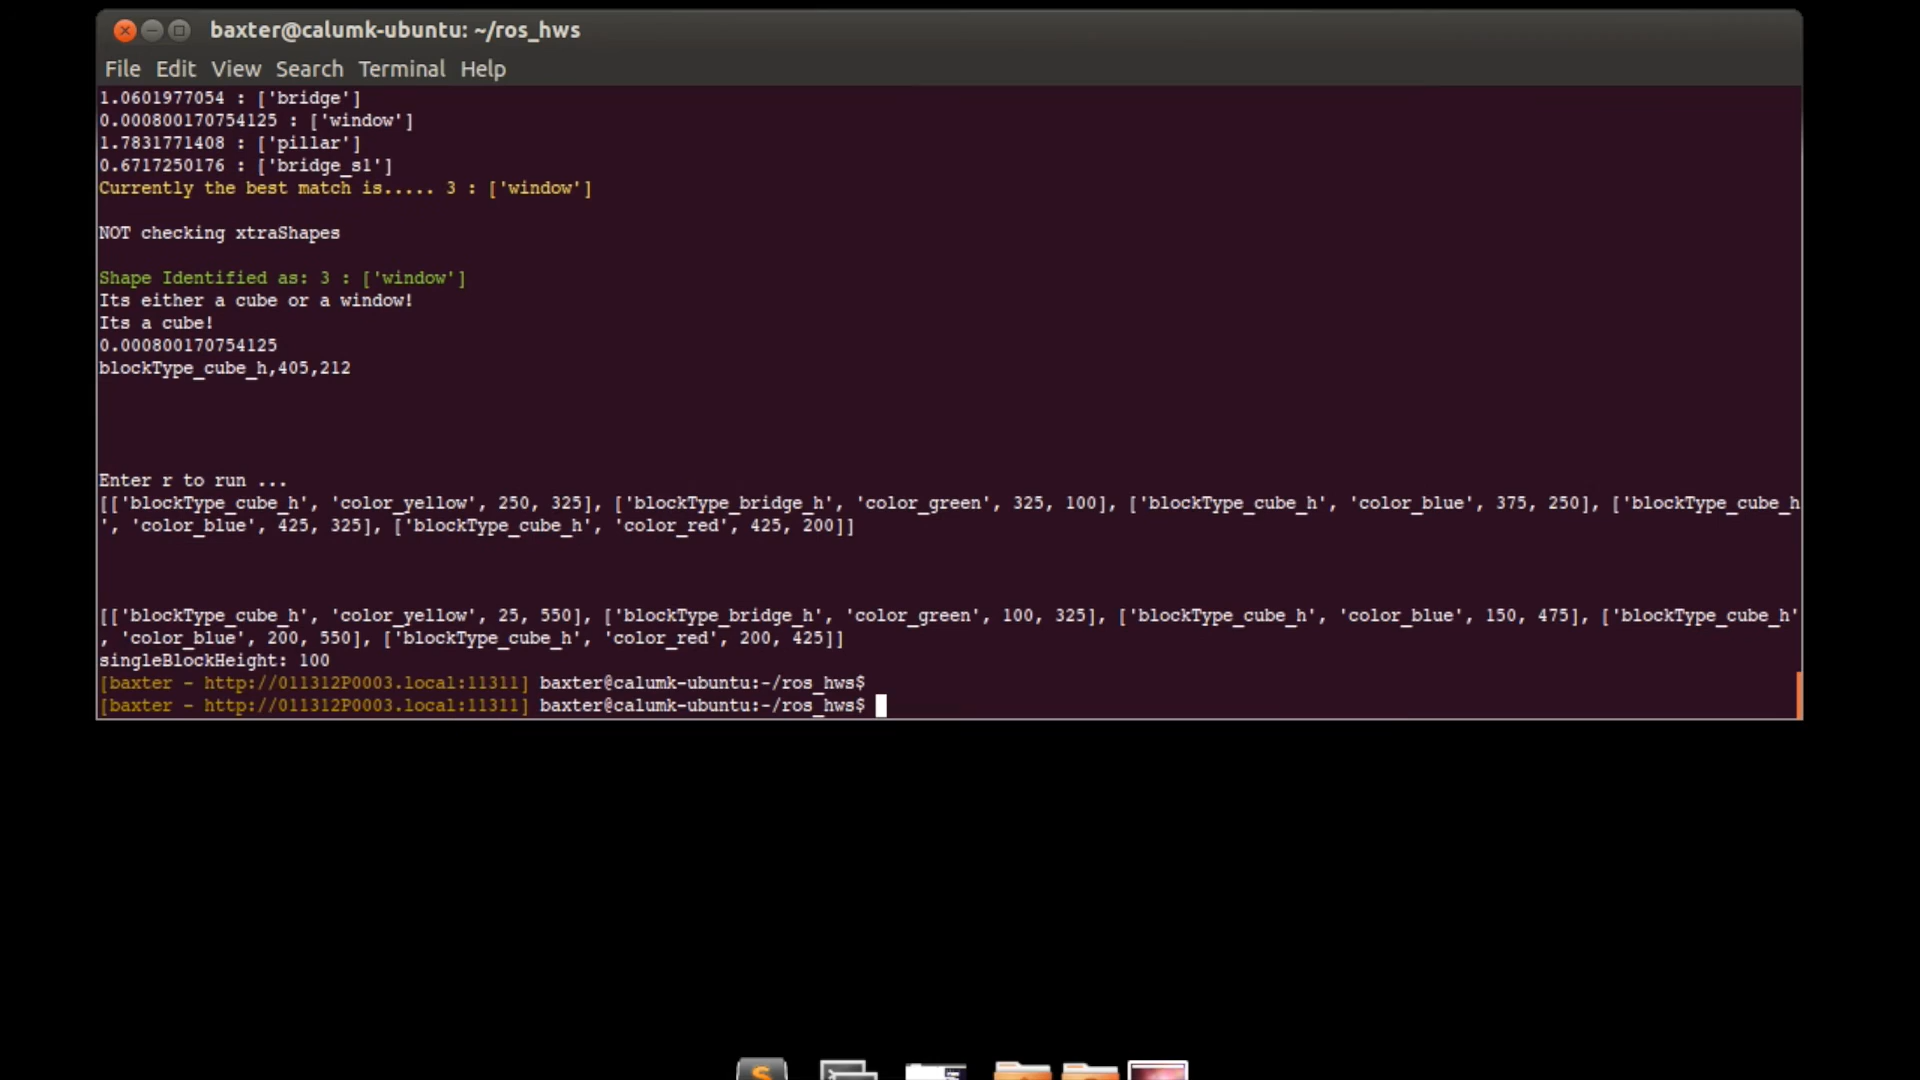 baxter@calumk-ubuntu: ~/ros_hws
File Edit View Search Terminal Help
1.0601977054 : ['bridge']
0.000800170754125 : ['window']
1.7831771408 : ['pillar']
0.6717250176 : ['bridge_sl']
Currently the best match is..... 3 : ['window']
NOT checking xtraShapes
Shape Identified as: 3 : ['window']
Its either a cube or a window!
Its a cube!
0.000800170754125
blockType_cube_h,405,212
Enter r to run ...
[['blockType_cube_h', 'color_yellow', 250, 325], ['blockType_bridge_h', 'color_green', 325, 100], ['blockType_cube_h', 'color_blue', 375, 250], ['blockType_cube_h
', 'color_blue', 425, 325], ['blockType_cube_h', 'color_red', 425, 200]]
[['blockType_cube_h', 'color_yellow', 25, 550], ['blockType_bridge_h', 'color_green', 100, 325], ['blockType_cube_h', 'color_blue', 150, 475], ['blockType_cube_h'
, 'color_blue', 200, 550], ['blockType_cube_h', 'color_red', 200, 425]]
singleBlockHeight: 100
[baxter - http://011312P0003.local:11311] baxter@calumk-ubuntu:~/ros_hws$
[baxter - http://011312P0003.local:11311] baxter@calumk-ubuntu:~/ros_hws$